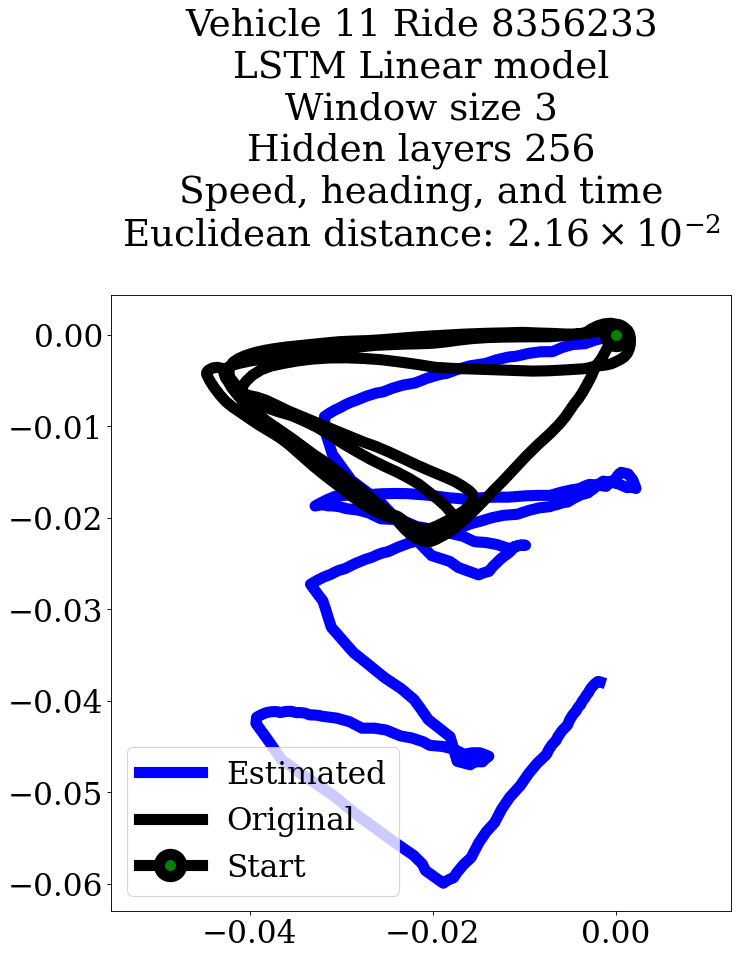 Vehicle 11 Ride 8356233
LSTM Linear model
Window size 3
Hidden layers 256
Speed, heading, and time
Euclidean distance: 2.16 × 10⁻²
0.00
−0.01
−0.02
−0.03
−0.04
−0.05
−0.06
Estimated
Original
Start
−0.04
−0.02
0.00